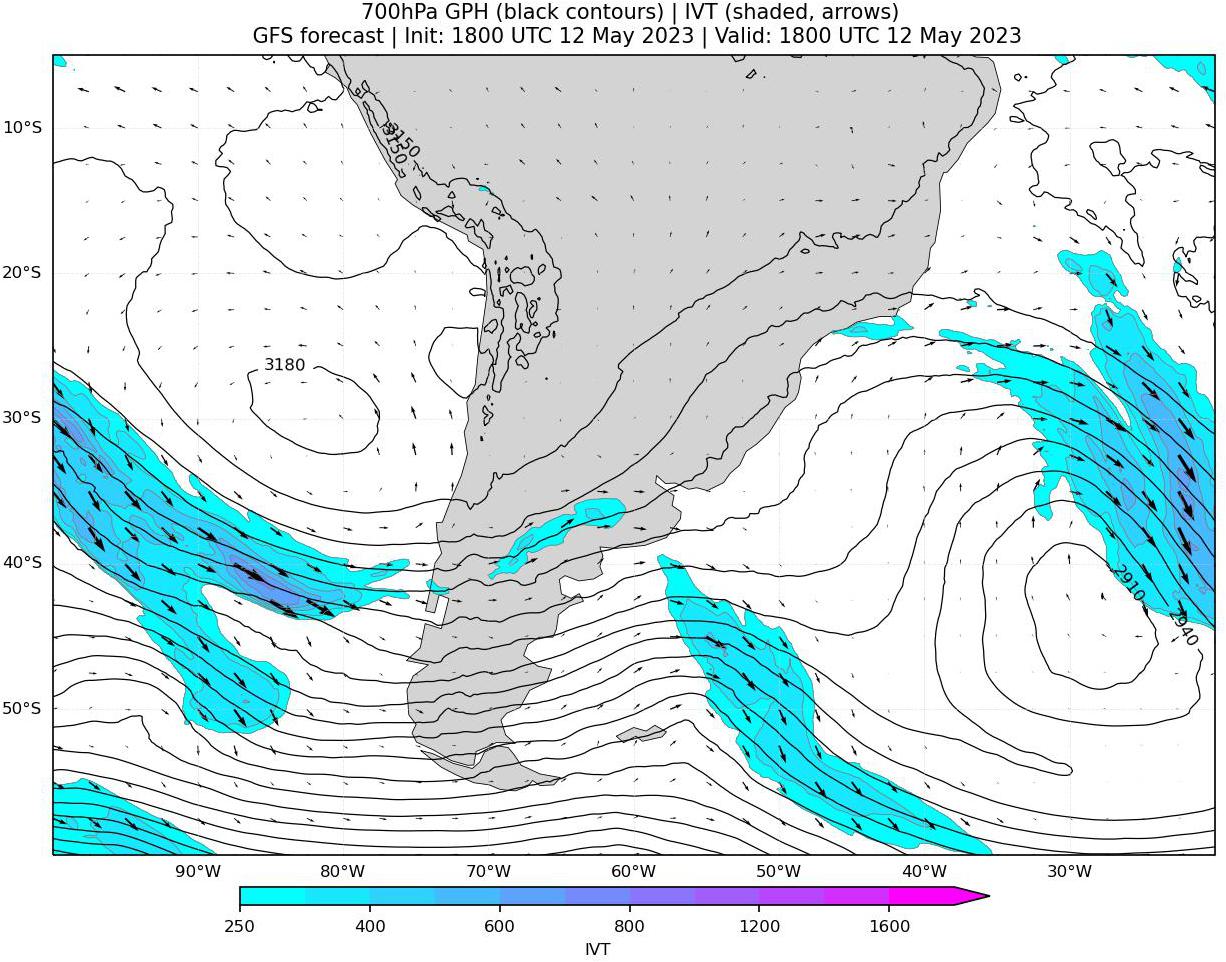 700hPa GPH (black contours) | IVT (shaded, arrows)
GFS forecast | Init: 1800 UTC 12 May 2023 | Valid: 1800 UTC 12 May 2023
10°S
20°S
30°S
40°S
50°S
3150
3150
3180
2910
2940
90°W
80°W
70°W
60°W
50°W
40°W
30°W
250
400
600
800
1200
1600
IVT